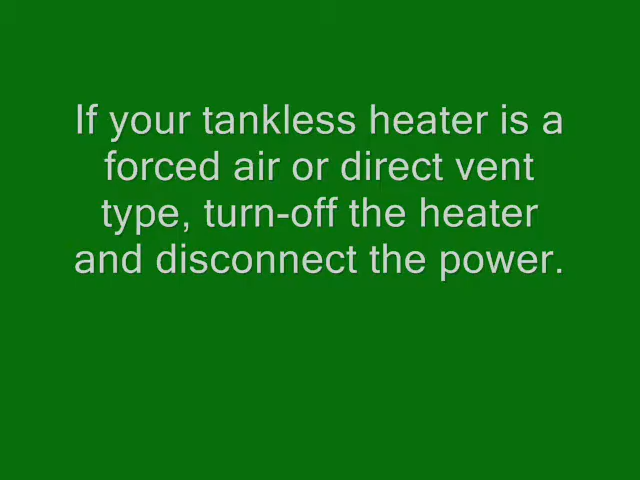 If your tankless heater is a
forced air or direct vent
type, turn-off the heater
and disconnect the power.